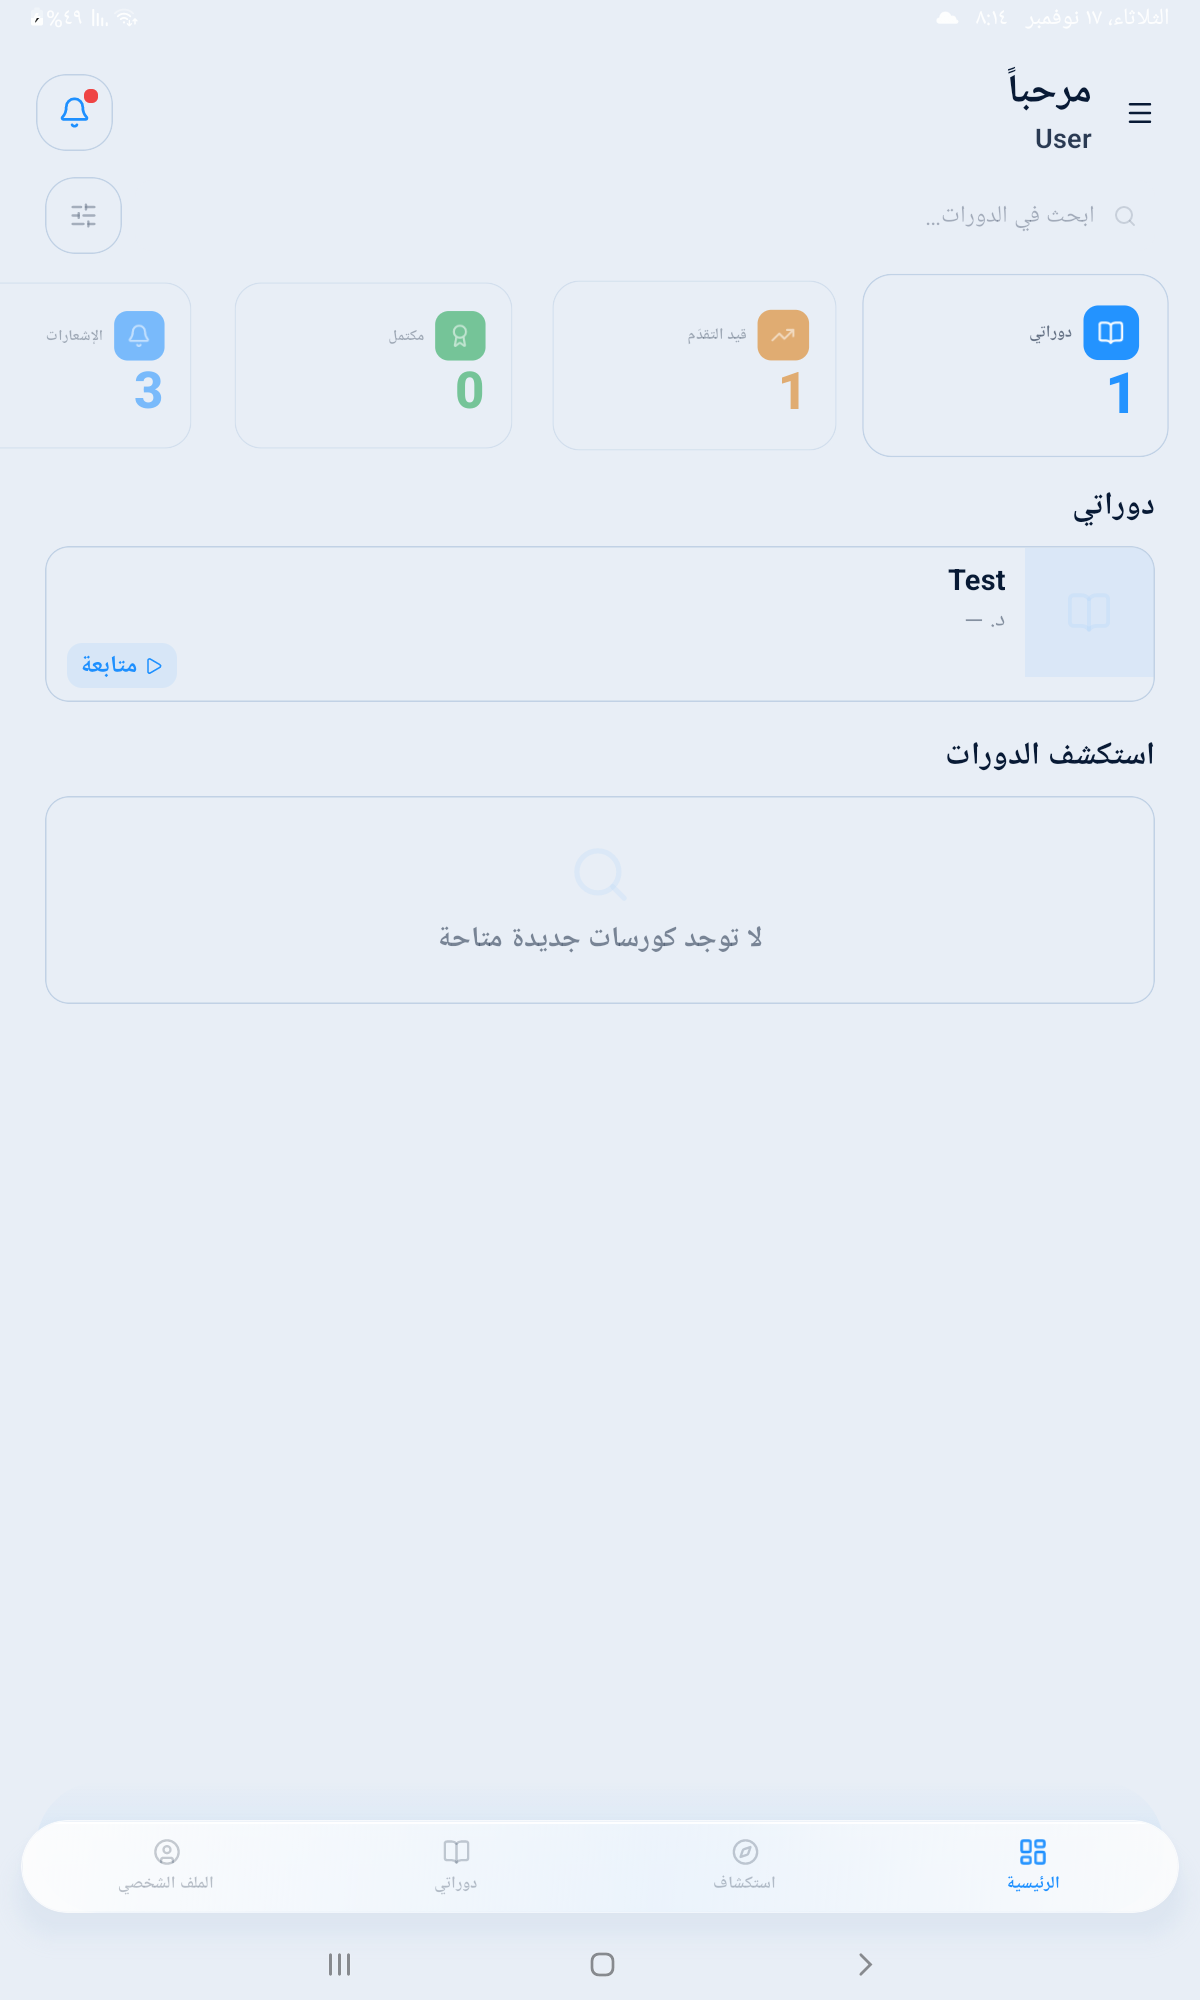 الثلاثاء، ١٧ نوفمبر ٨:١٤
٤٩%
مرحباً
User
ابحث في الدورات...
دوراتي
1
قيد التقدم
1
مكتمل
0
الإشعارات
3
دوراتي
Test
د. —
متابعة
استكشف الدورات
لا توجد كورسات جديدة متاحة
الرئيسية
استكشاف
دوراتي
الملف الشخصي